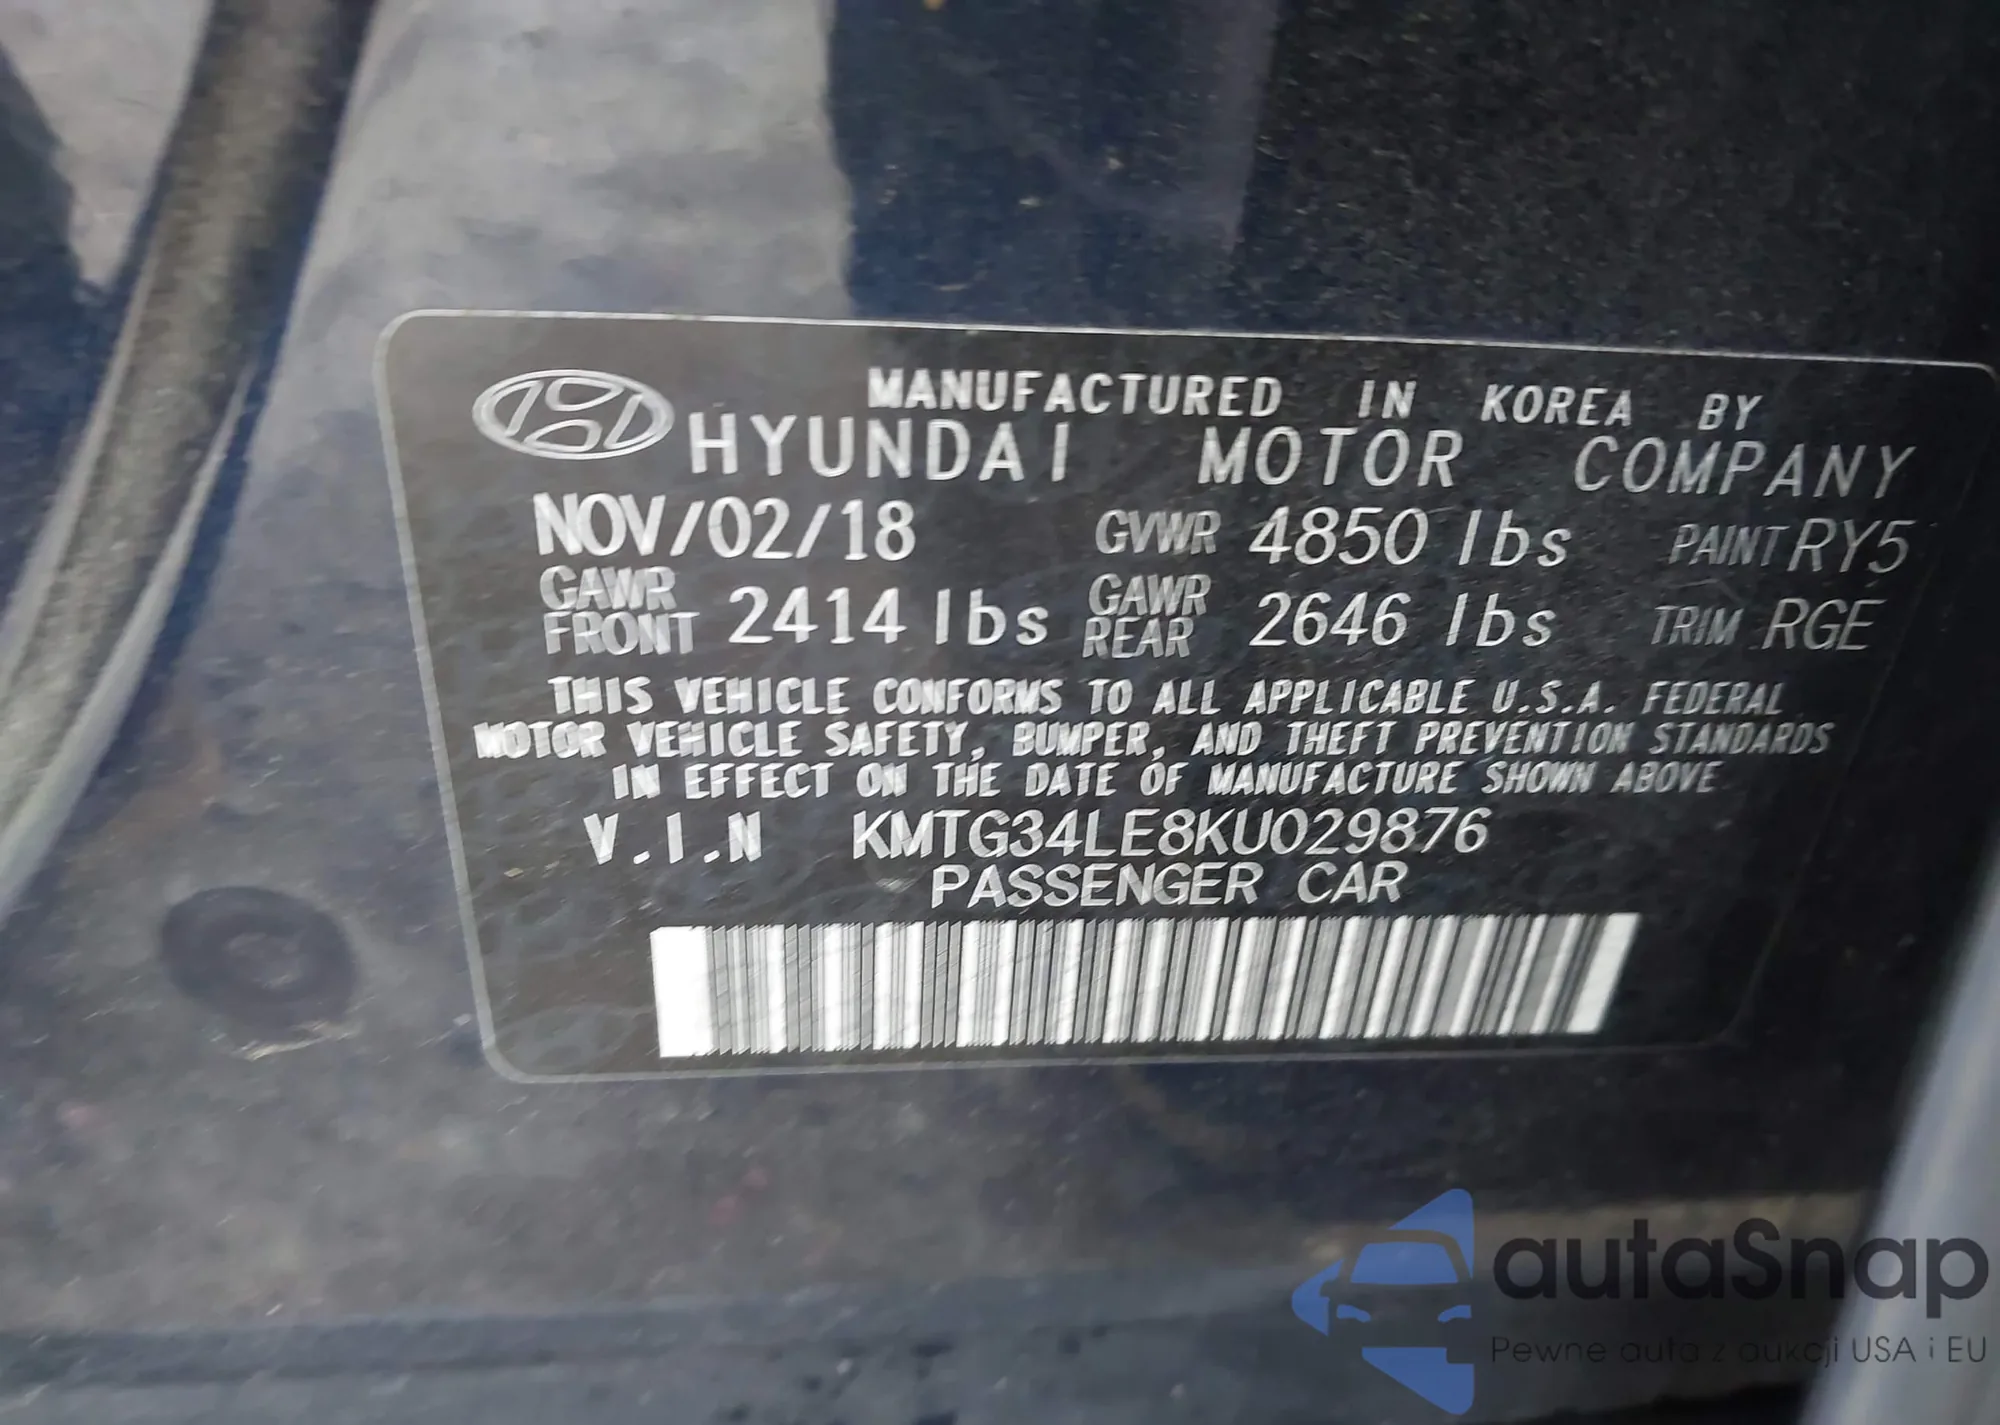 MANUFACTURED IN KOREA BY
HYUNDAI MOTOR COMPANY
NOV/02/18 GVWR 4850 lbs PAINT RY5
GAWR FRONT 2414 lbs GAWR REAR 2646 lbs TRIM RGE
THIS VEHICLE CONFORMS TO ALL APPLICABLE U.S.A. FEDERAL
MOTOR VEHICLE SAFETY, BUMPER, AND THEFT PREVENTION STANDARDS
IN EFFECT ON THE DATE OF MANUFACTURE SHOWN ABOVE
V.I.N KMTG34LE8KU029876
PASSENGER CAR
autaSnap
Pewne auta z aukcji USA i EU